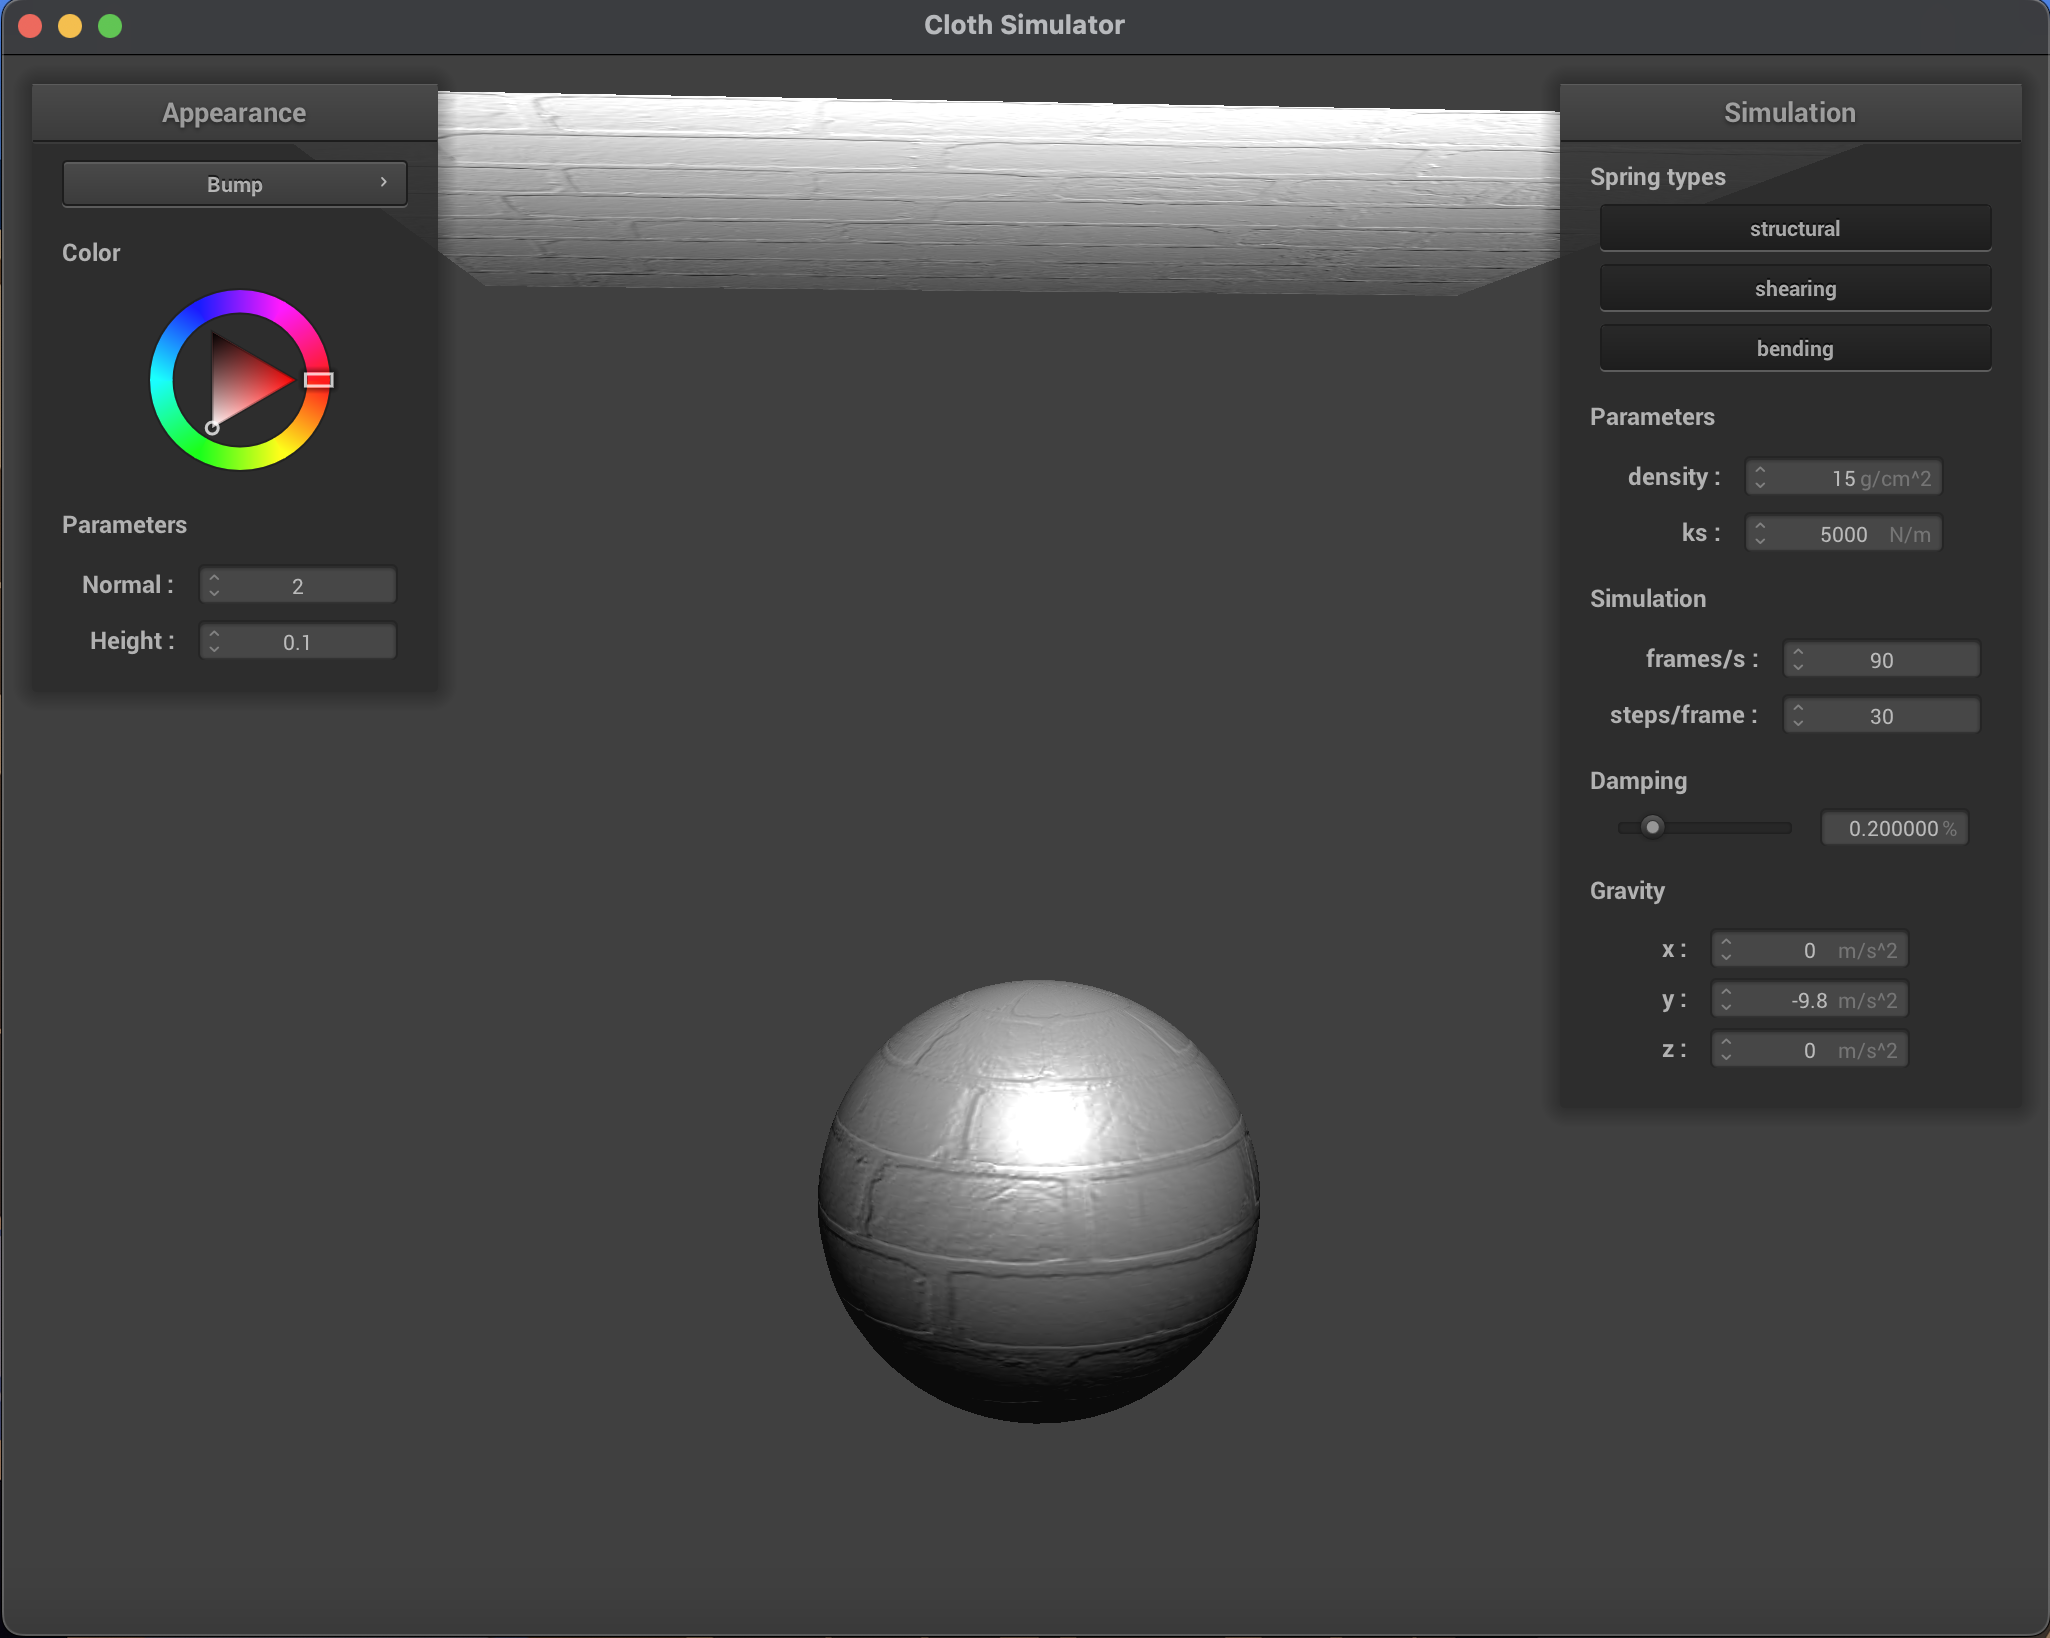 Cloth Simulator
Appearance
Bump
Color
Parameters
Normal : 2
Height : 0.1
Simulation
Spring types
structural
shearing
bending
Parameters
density : 15 g/cm^2
ks : 5000 N/m
Simulation
frames/s : 90
steps/frame : 30
Damping
0.200000 %
Gravity
x : 0 m/s^2
y : -9.8 m/s^2
z : 0 m/s^2